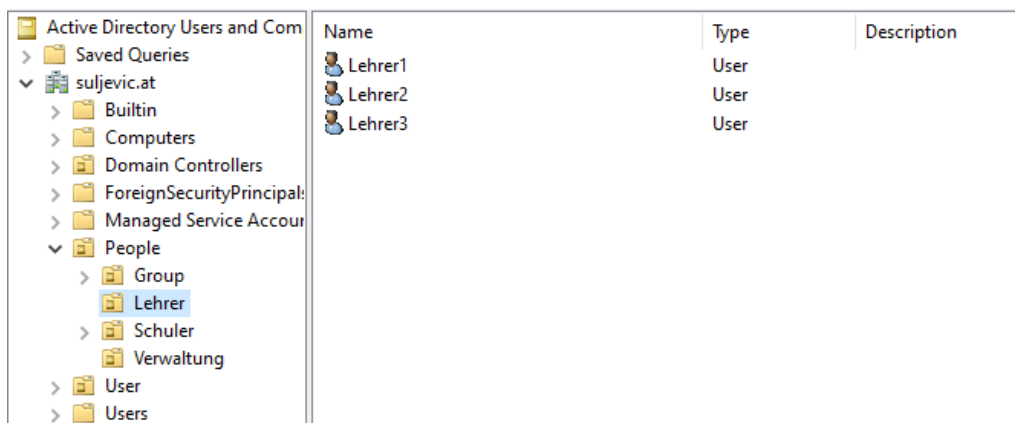 Active Directory Users and Com
Saved Queries
suljevic.at
Builtin
Computers
Domain Controllers
ForeignSecurityPrincipal:
Managed Service Accour
People
Group
Lehrer
Schuler
Verwaltung
User
Users
Name Type Description
Lehrer1 User
Lehrer2 User
Lehrer3 User